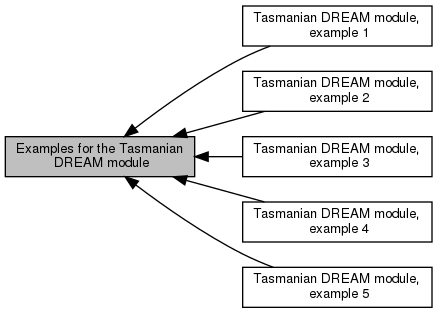 Tasmanian DREAM module,
example 1
Tasmanian DREAM module,
example 2
Examples for the Tasmanian
DREAM module
Tasmanian DREAM module,
example 3
Tasmanian DREAM module,
example 4
Tasmanian DREAM module,
example 5